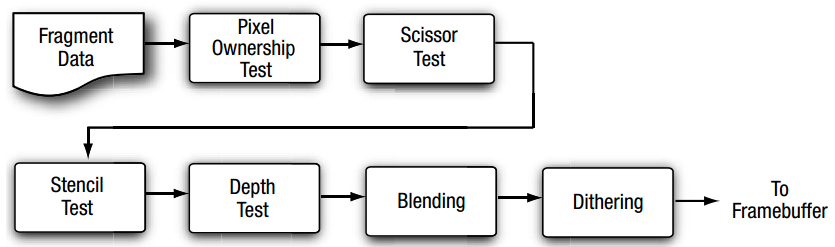 Fragment
Data
Pixel
Ownership
Test
Scissor
Test
Stencil
Test
Depth
Test
Blending
Dithering
To
Framebuffer